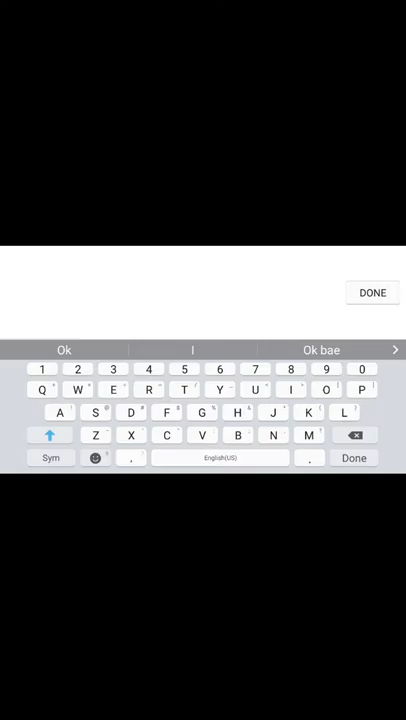 DONE
Ok I Ok bae
1 2 3 4 5 6 7 8 9 0
Q W E R T Y U I O P
A S D F G H J K L
Z X C V B N M
Sym , English(US) . Done